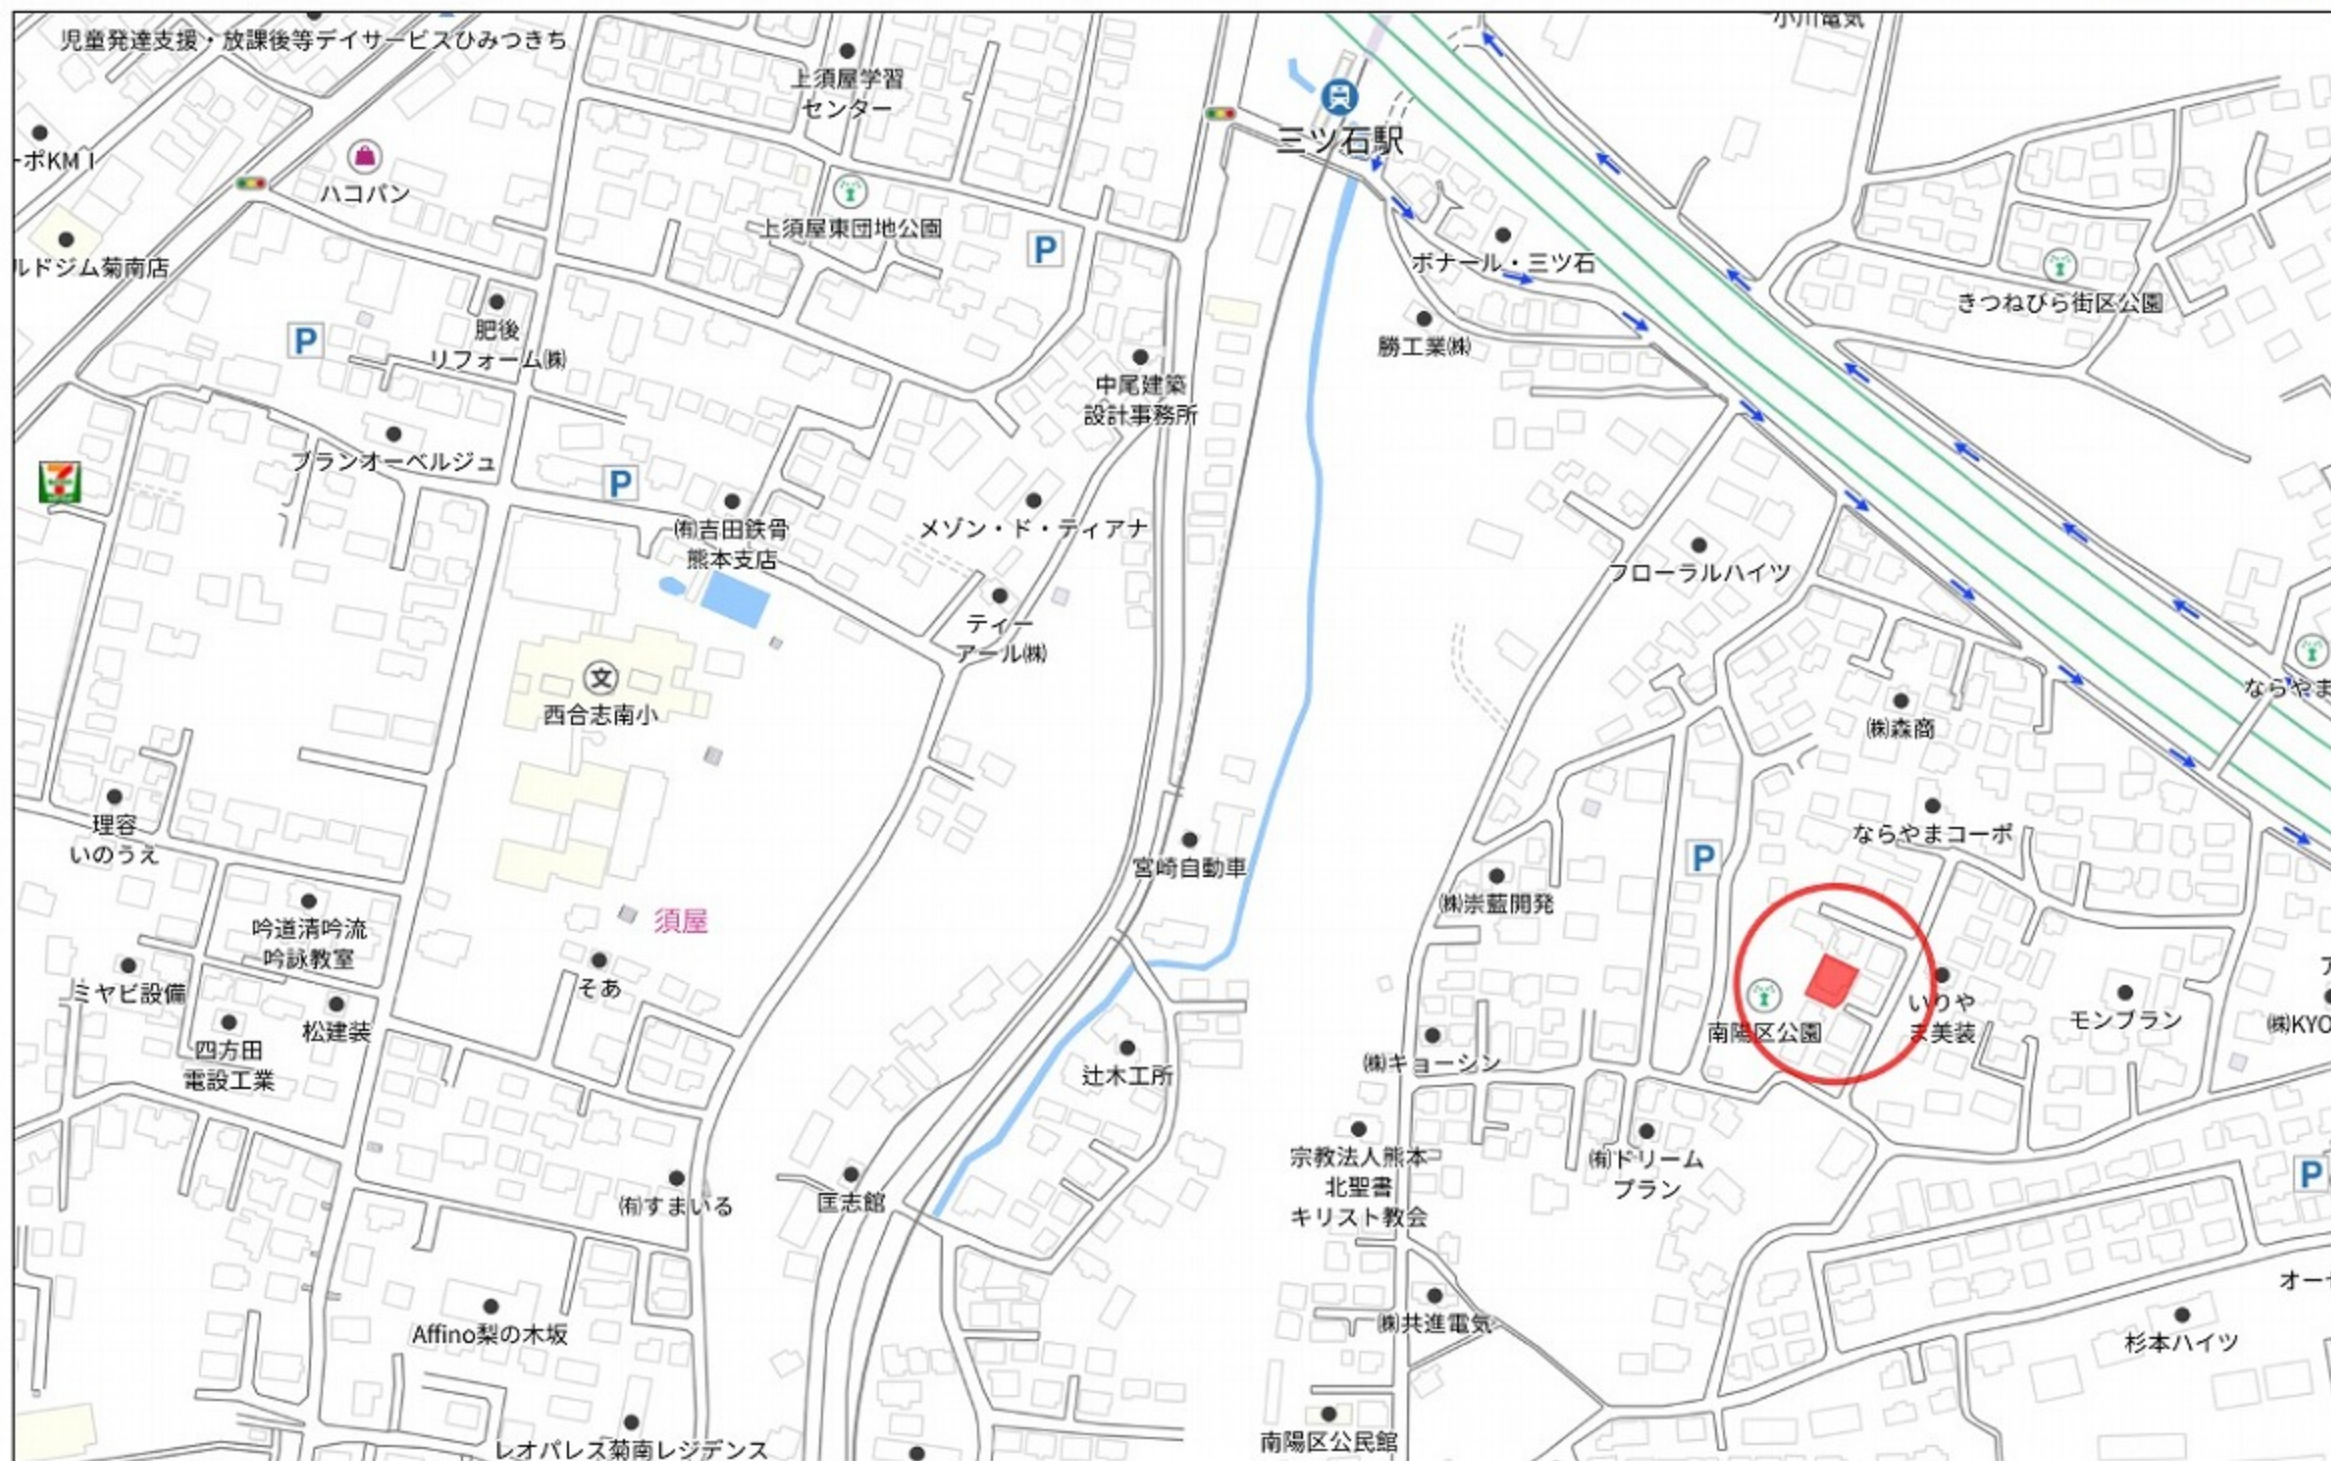 児童発達支援・放課後等デイサービスひみつきち
小川電気
上須屋学習
センター
三ツ石駅
ーポKMⅠ
ハコパン
上須屋東団地公園
P
ルドジム菊南店
ボナール・三ツ石
きつねびら街区公園
肥後
リフォーム㈱
P
勝工業㈱
中尾建築
設計事務所
ブランオーベルジュ
P
㈲吉田鉄骨
熊本支店
メゾン・ド・ティアナ
フローラルハイツ
ティー
アール㈱
文
西合志南小
ならやま
㈱森商
理容
いのうえ
宮崎自動車
P
ならやまコーポ
㈱崇藍開発
吟道清吟流
吟詠教室
須屋
そあ
ミヤビ設備
松建装
四方田
電設工業
辻木工所
㈱キョーシン
南陽区公園
いりや
ま美装
モンブラン
㈱KYO
㈲すまいる
匡志館
宗教法人熊本
北聖書
キリスト教会
㈲ドリーム
プラン
P
オー
Affino梨の木坂
㈱共進電気
杉本ハイツ
レオパレス菊南レジデンス
南陽区公民館